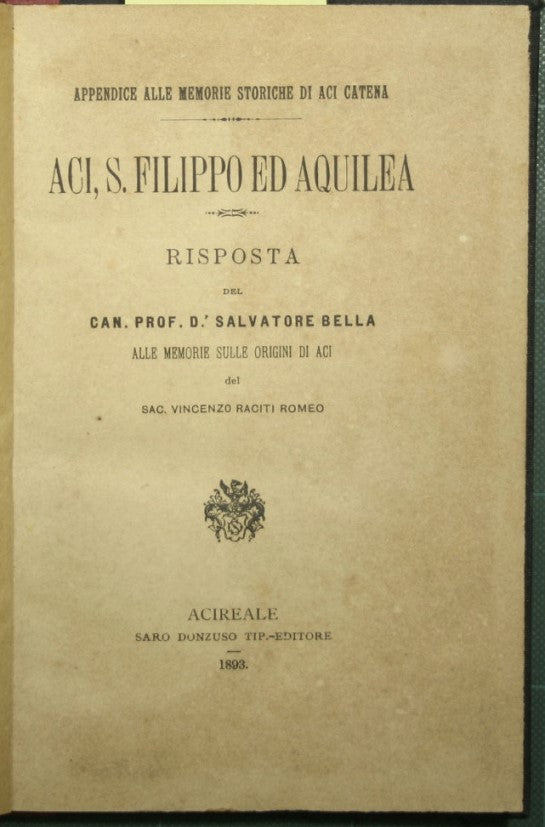 APPENDICE ALLE MEMORIE STORICHE DI ACI CATENA
ACI, S. FILIPPO ED AQUILEA
RISPOSTA
DEL
CAN. PROF. D.r SALVATORE BELLA
ALLE MEMORIE SULLE ORIGINI DI ACI
del
SAC. VINCENZO RACITI ROMEO
ACIREALE
SARO DONZUSO TIP.-EDITORE
1893.